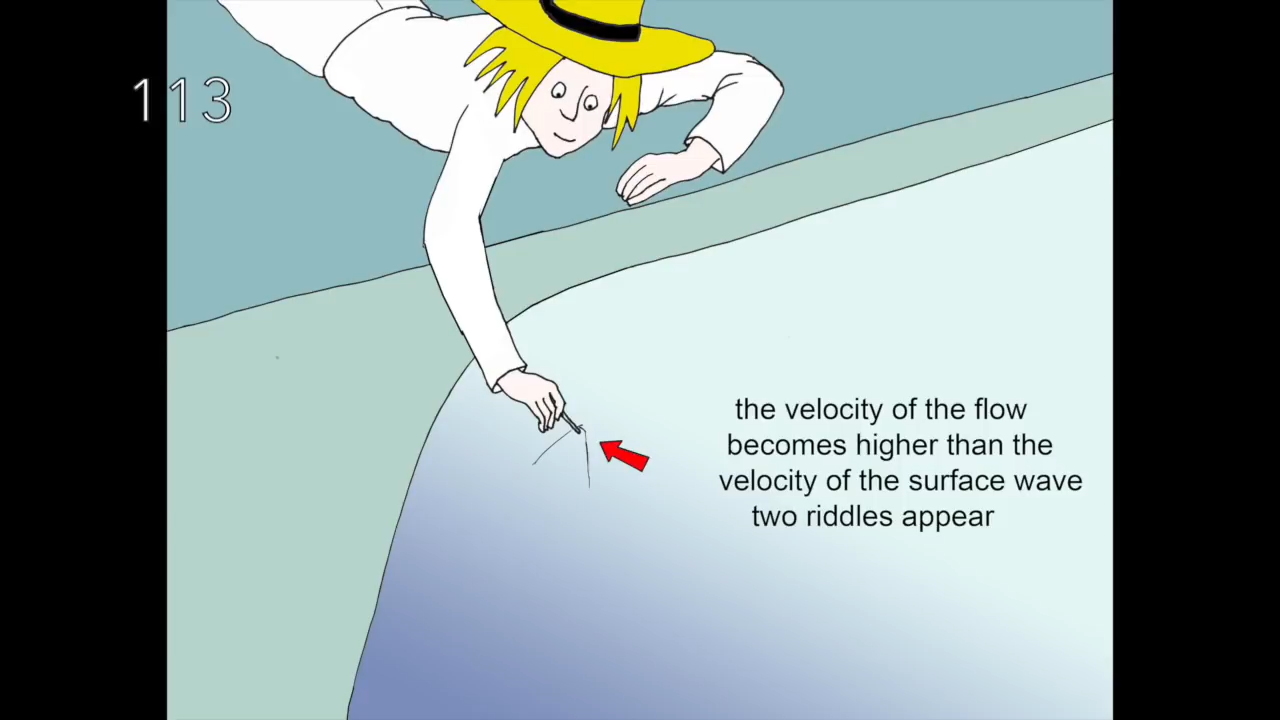 113
the velocity of the flow
becomes higher than the
velocity of the surface wave
two riddles appear